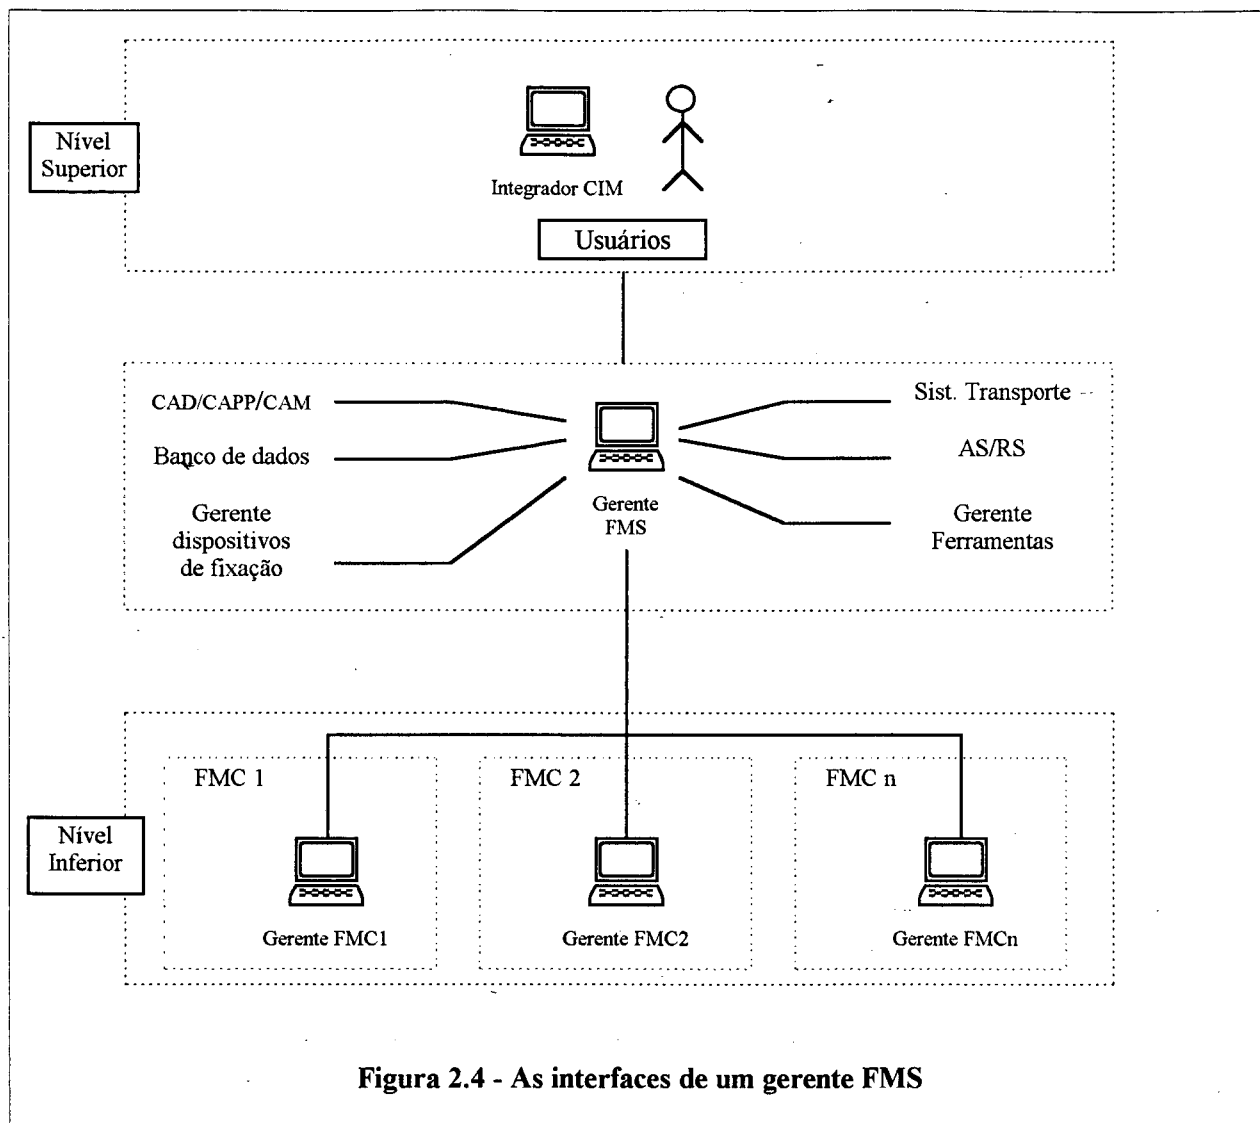 Nível
Superior
Integrador CIM
Usuários
CAD/CAPP/CAM
Banco de dados
Gerente
dispositivos
de fixação
Gerente
FMS
Sist. Transporte
AS/RS
Gerente
Ferramentas
Nível
Inferior
FMC 1
FMC 2
FMC n
Gerente FMC1
Gerente FMC2
Gerente FMCn
Figura 2.4 - As interfaces de um gerente FMS